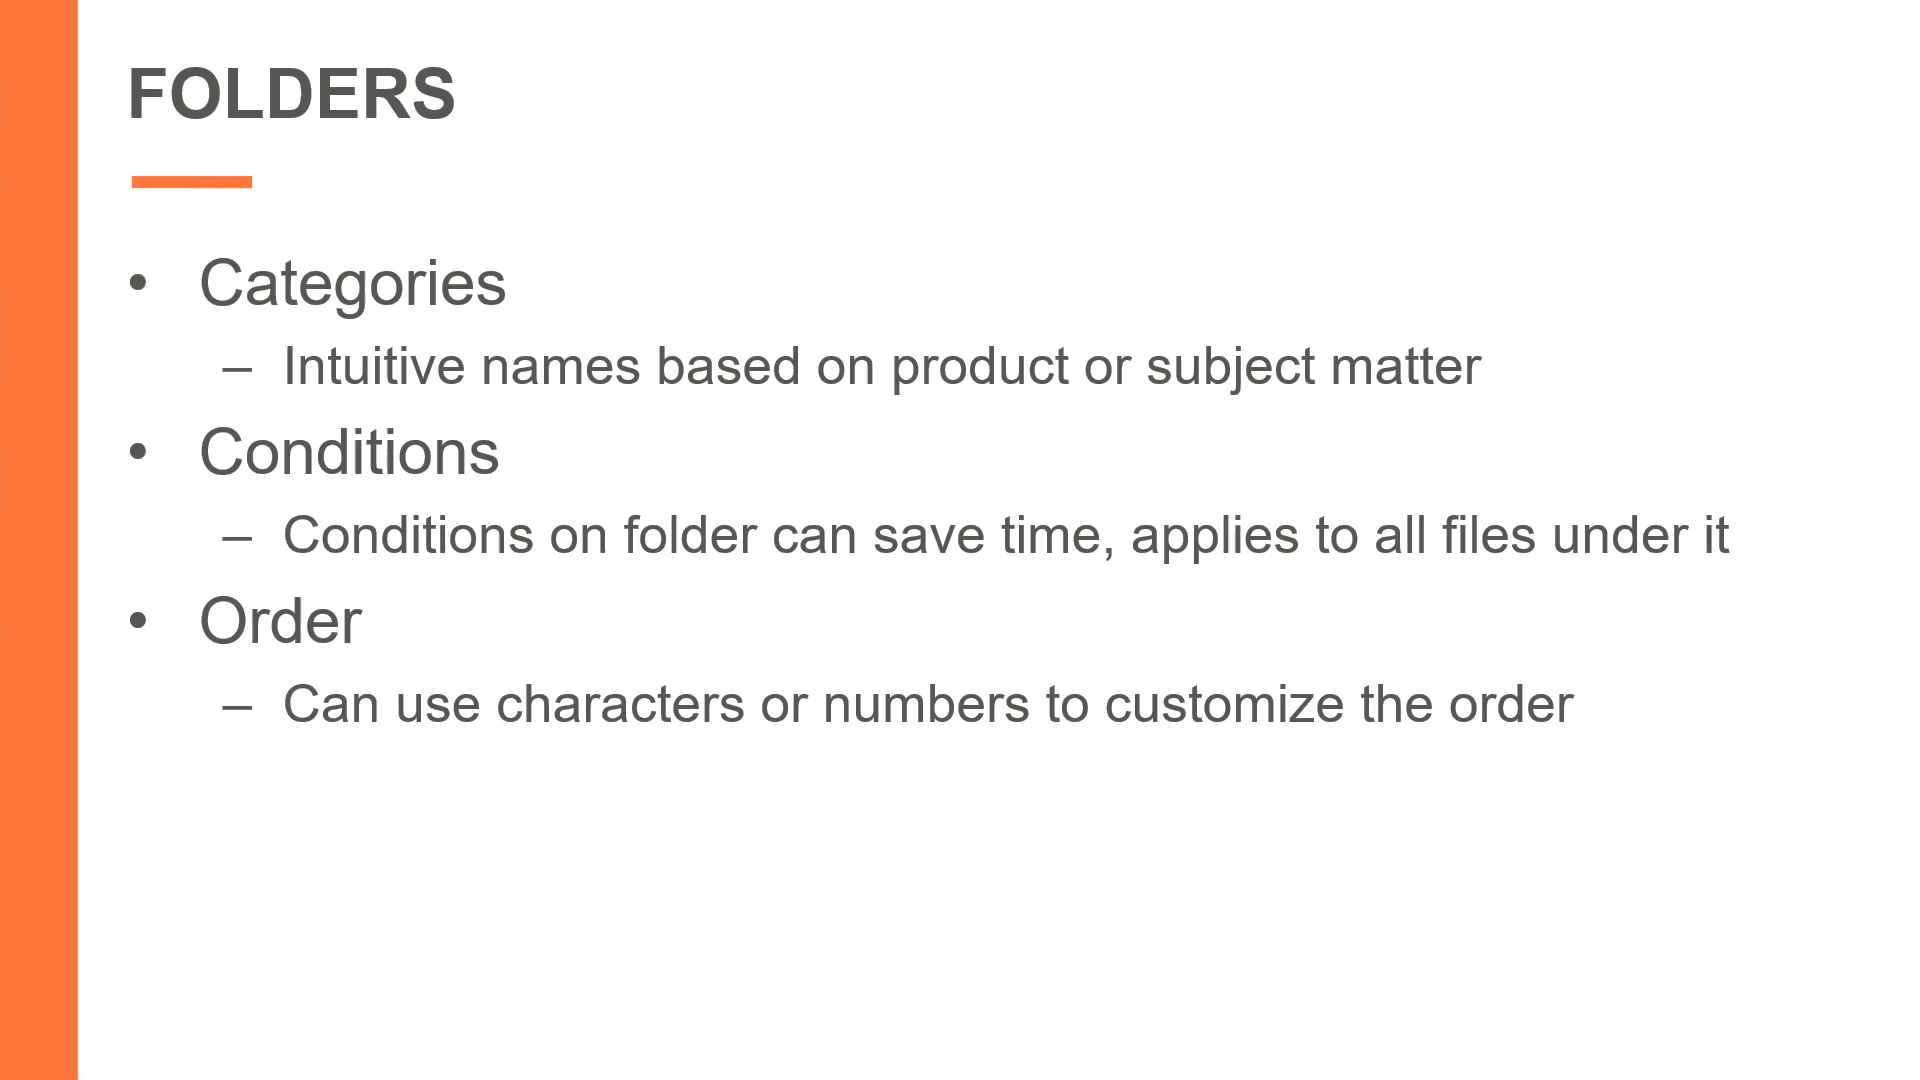 FOLDERS
• Categories
– Intuitive names based on product or subject matter
• Conditions
– Conditions on folder can save time, applies to all files under it
• Order
– Can use characters or numbers to customize the order